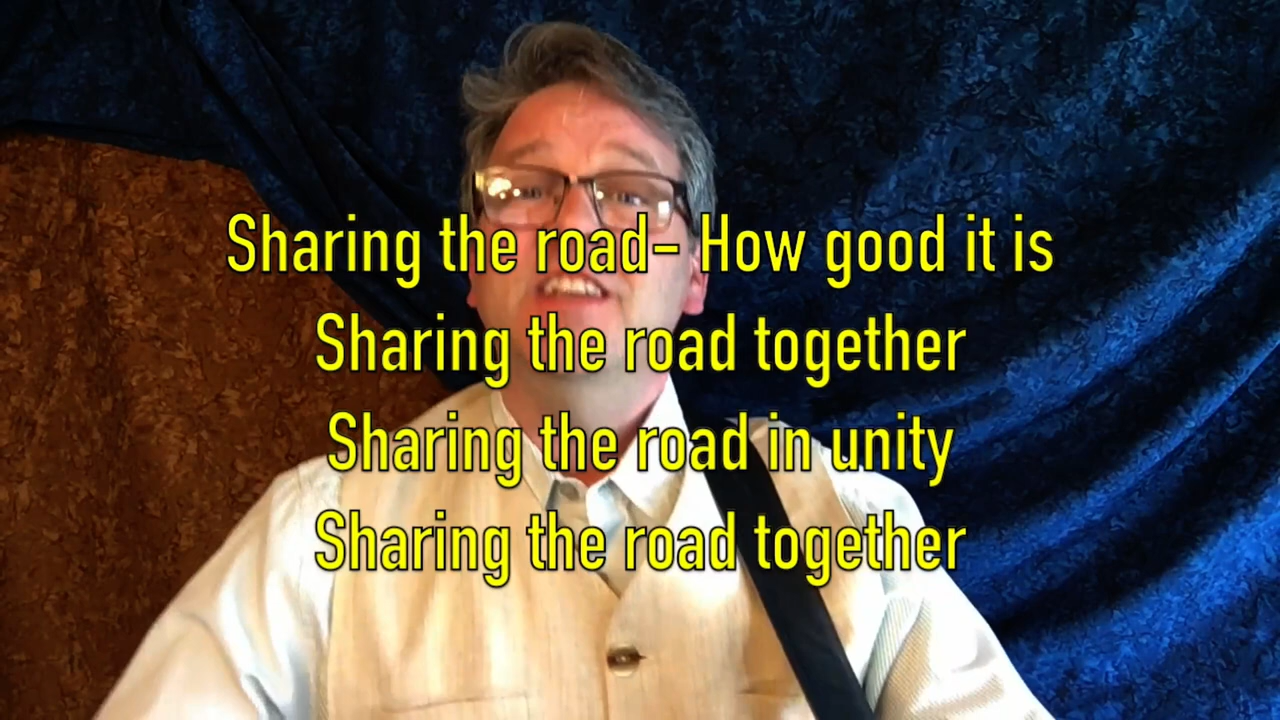 Sharing the road- How good it is
Sharing the road together
Sharing the road in unity
Sharing the road together